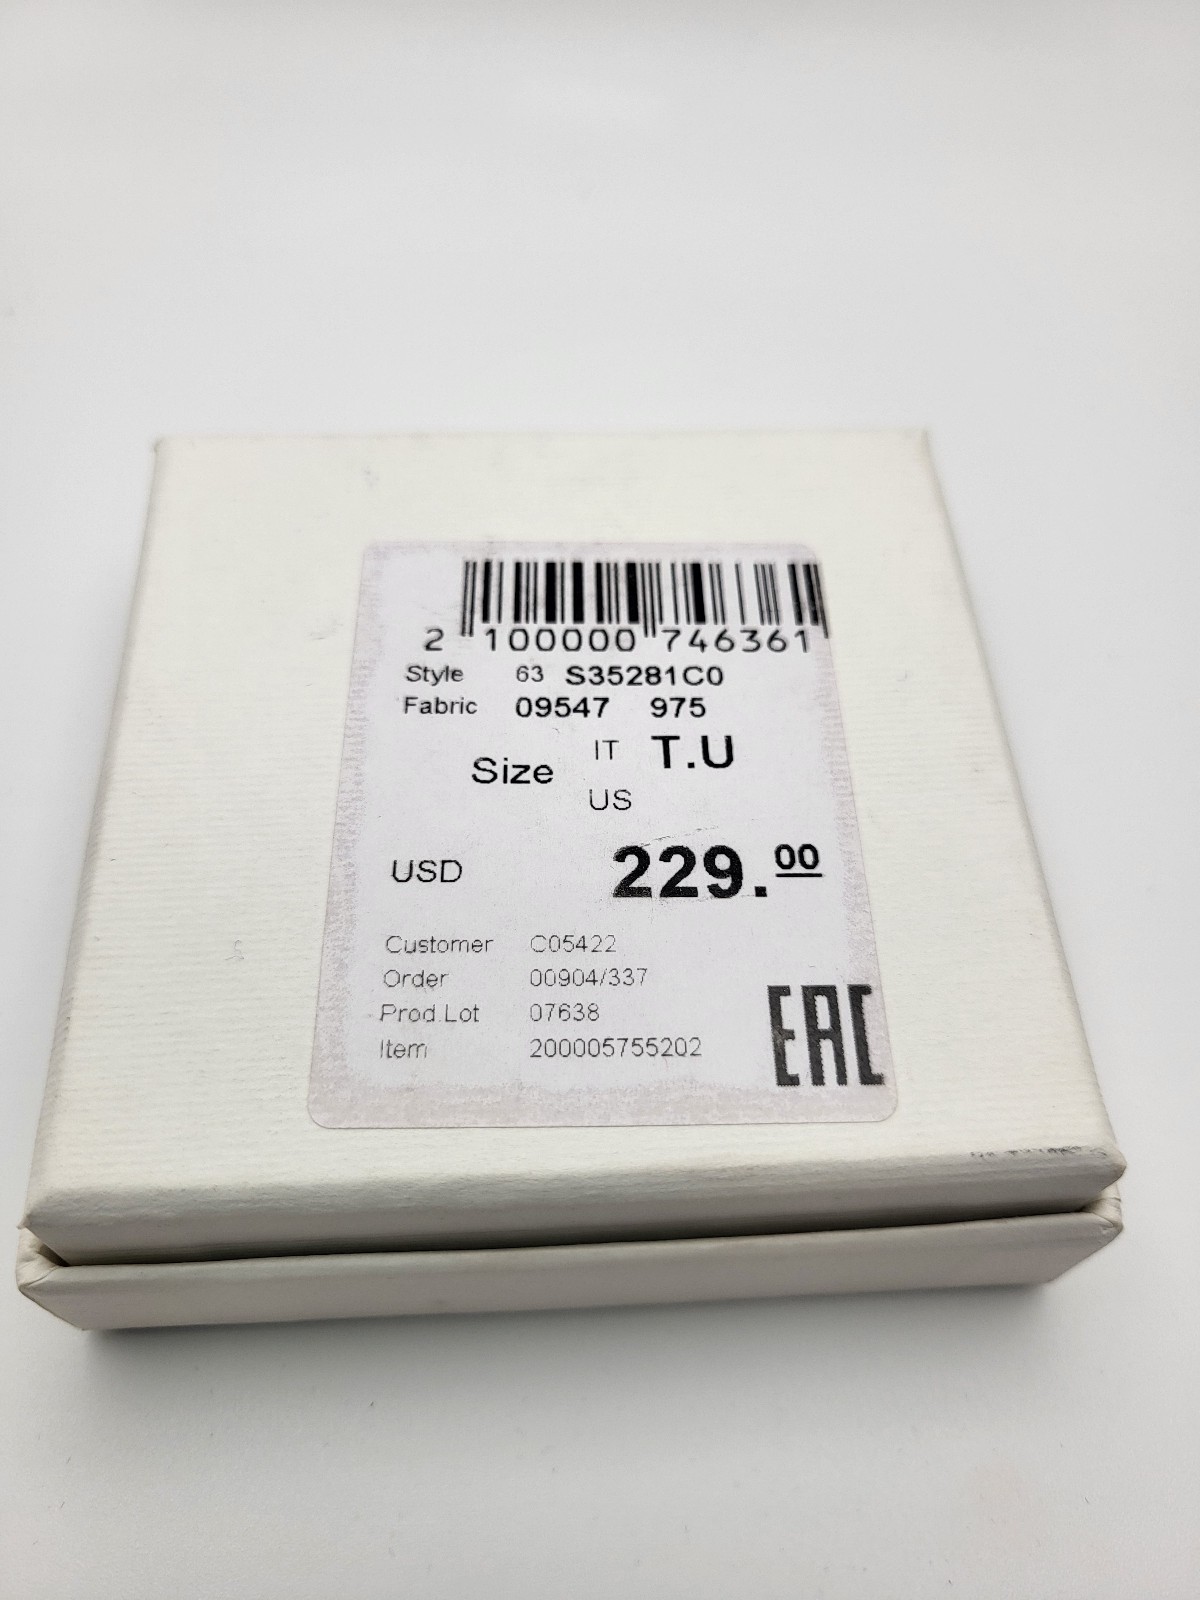 2 100000 746361
Style 63 S35281C0
Fabric 09547 975
Size IT T.U
US
USD 229.00
Customer C05422
Order 00904/337
Prod.Lot 07638
Item 200005755202
EAC